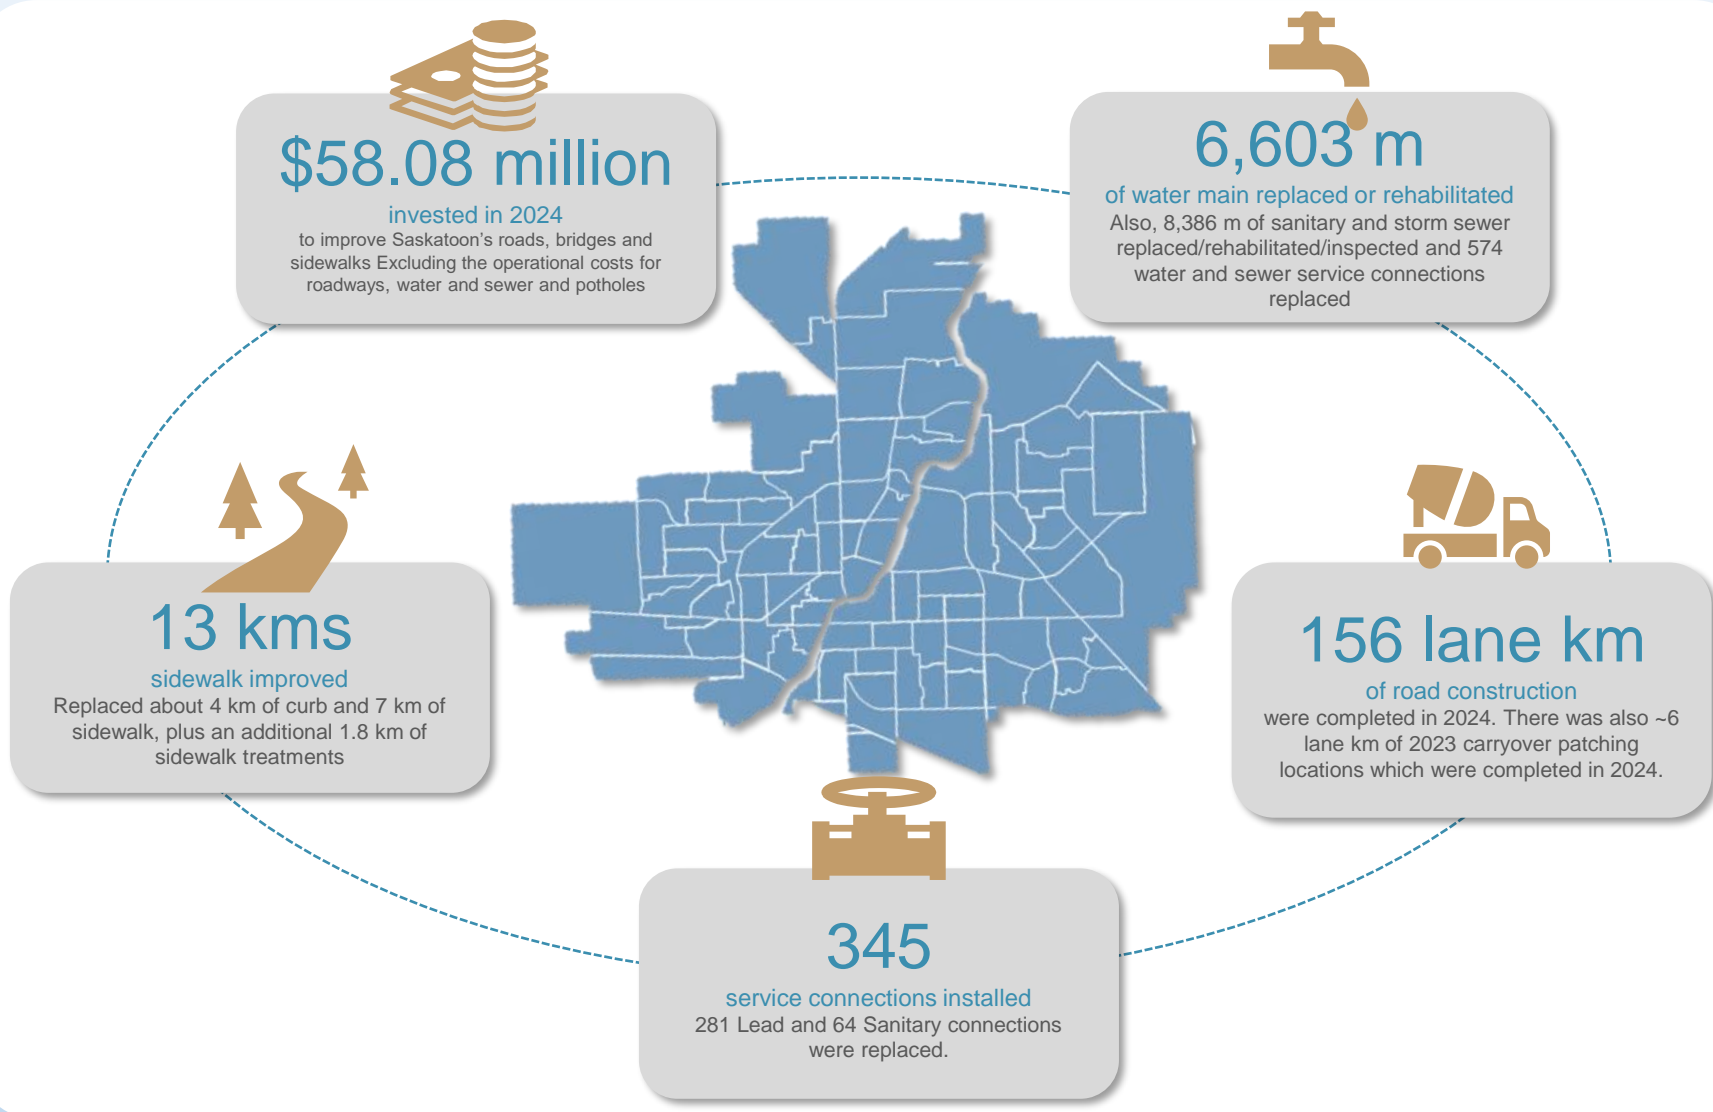 $58.08 million
invested in 2024
to improve Saskatoon's roads, bridges and
sidewalks Excluding the operational costs for
roadways, water and sewer and potholes
6,603 m
of water main replaced or rehabilitated
Also, 8,386 m of sanitary and storm sewer
replaced/rehabilitated/inspected and 574
water and sewer service connections
replaced
13 kms
sidewalk improved
Replaced about 4 km of curb and 7 km of
sidewalk, plus an additional 1.8 km of
sidewalk treatments
156 lane km
of road construction
were completed in 2024. There was also ~6
lane km of 2023 carryover patching
locations which were completed in 2024.
345
service connections installed
281 Lead and 64 Sanitary connections
were replaced.